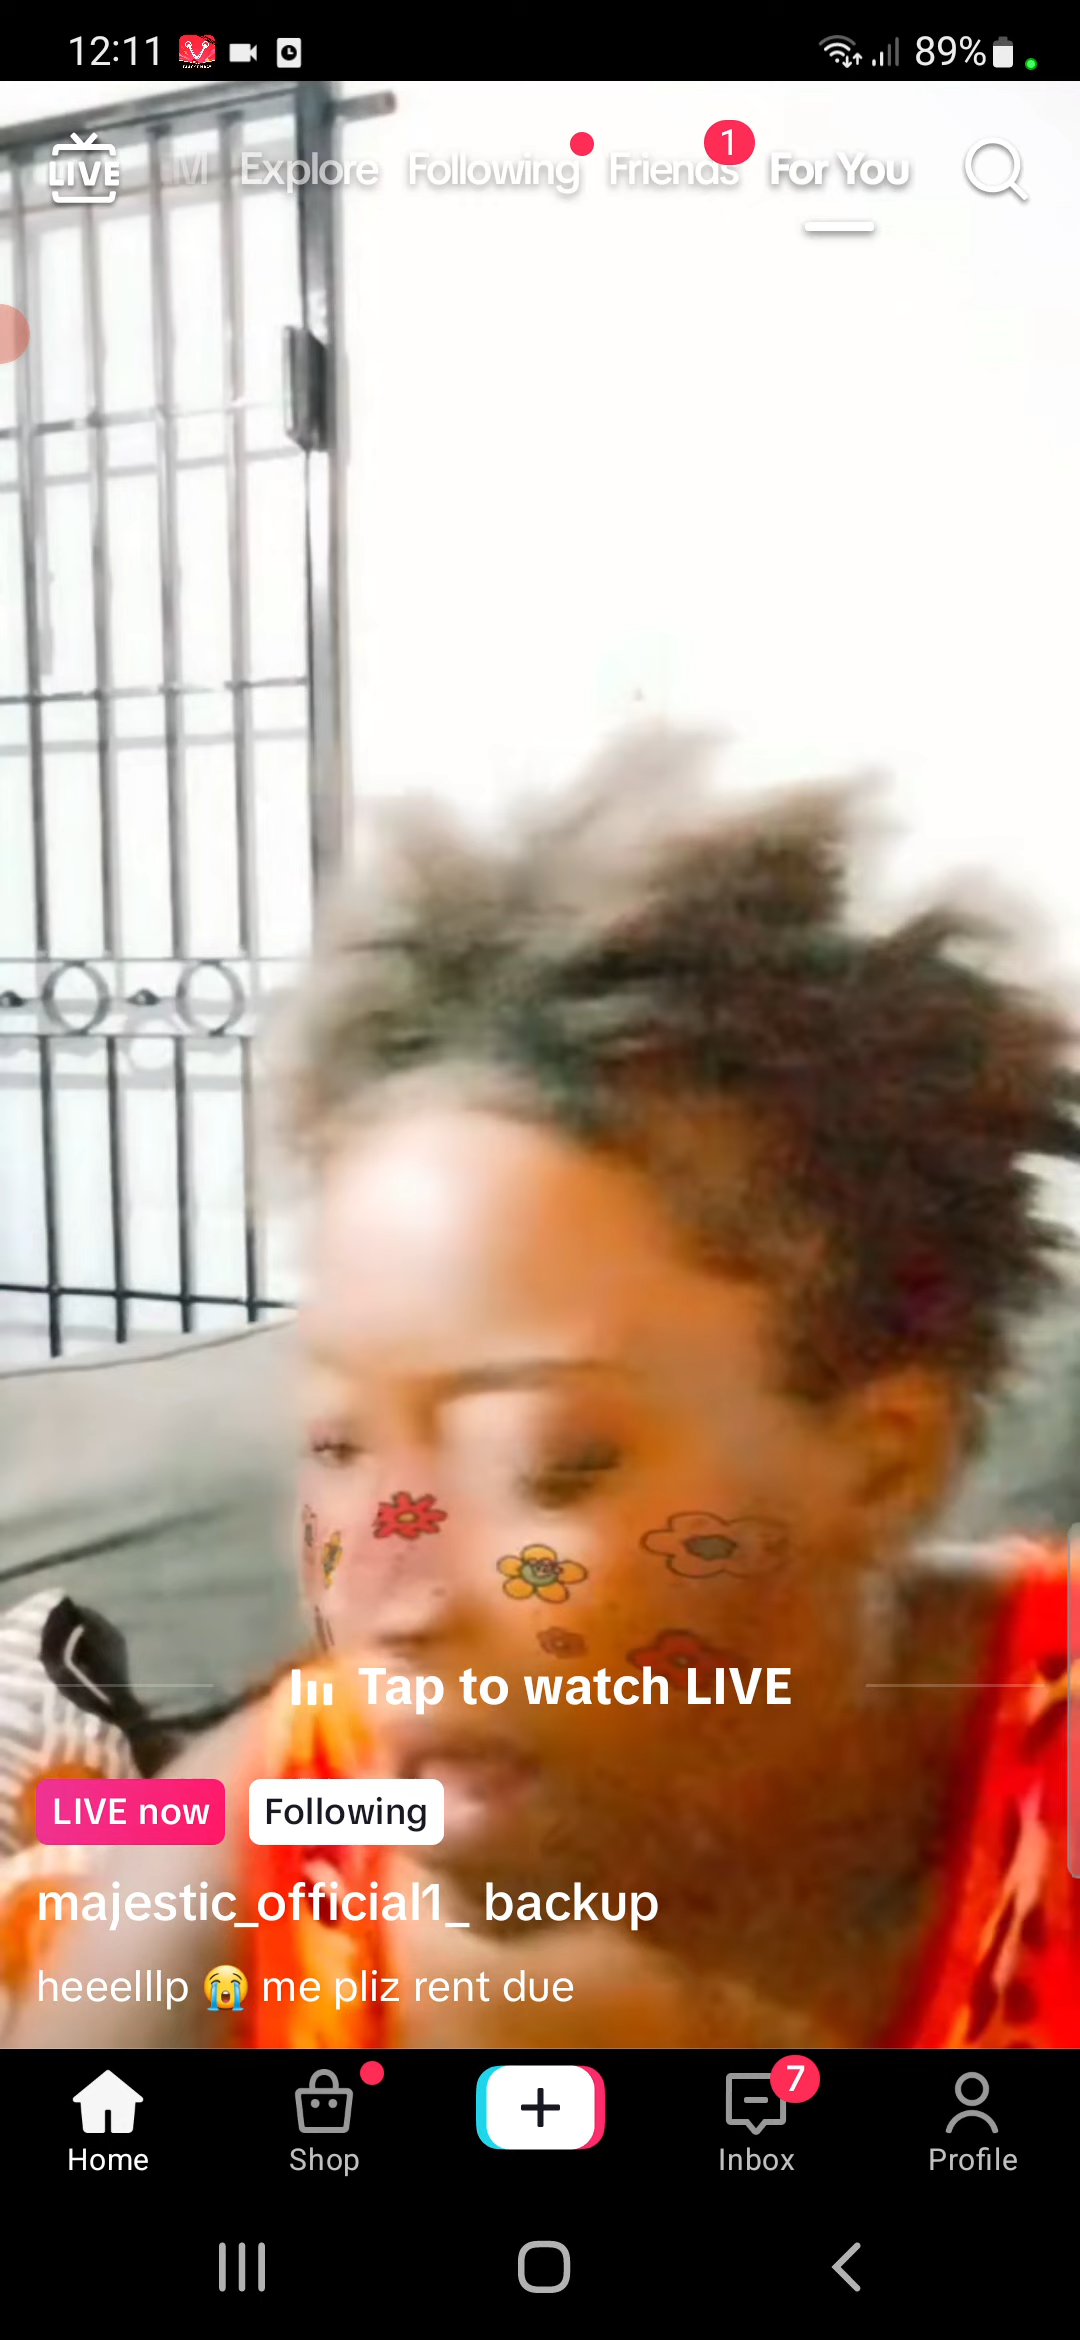 12:11 89%
LIVE Explore Following Friends 1 For You
Tap to watch LIVE
LIVE now Following
majestic_official1_ backup
heeelllp 😭 me pliz rent due
7
Home Shop Inbox Profile